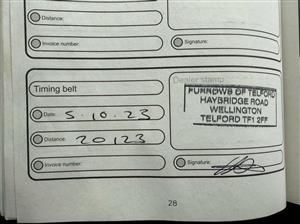 Distance:
Invoice number:
Signature:
Timing belt
Dealer stamp
FURROWS OF TELFORD
HAYBRIDGE ROAD
WELLINGTON
TELFORD TF1 2FF
Date: 5.10.23
Distance: 20123
Invoice number:
Signature:
28